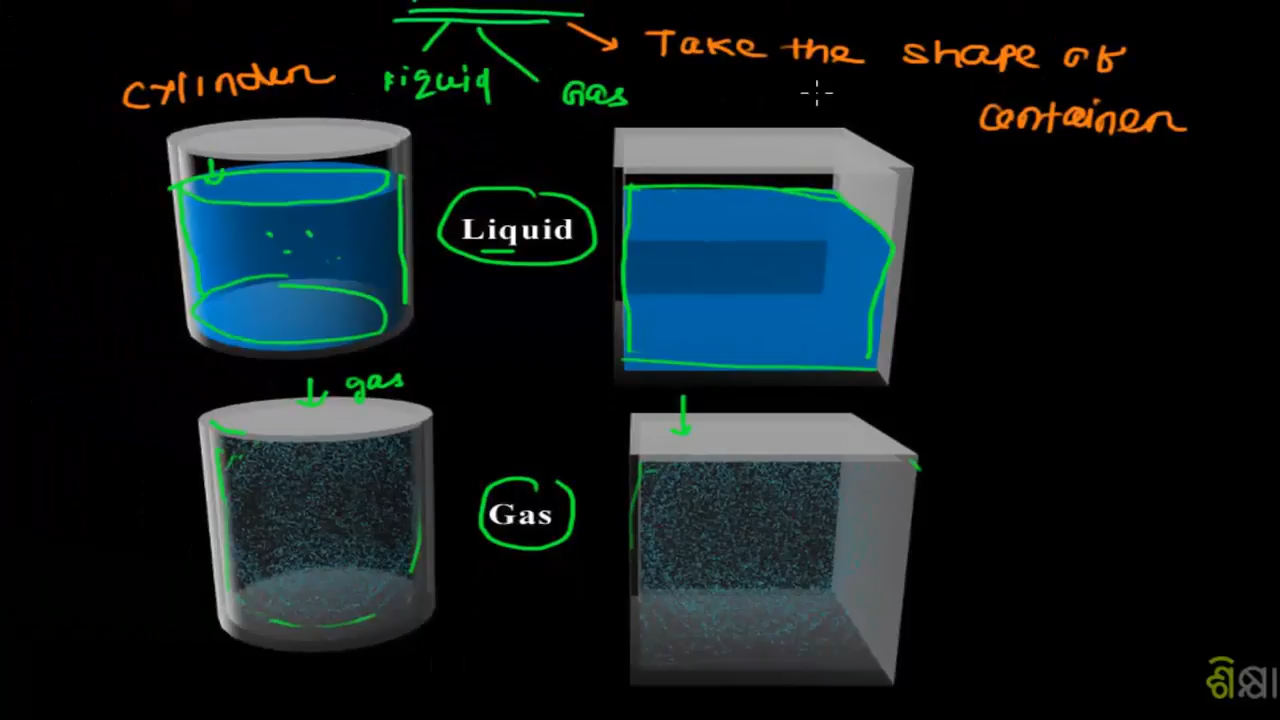 Take the shape of
container
cylinder
Liquid
Gas
Liquid
gas
Gas
ଶିକ୍ଷା